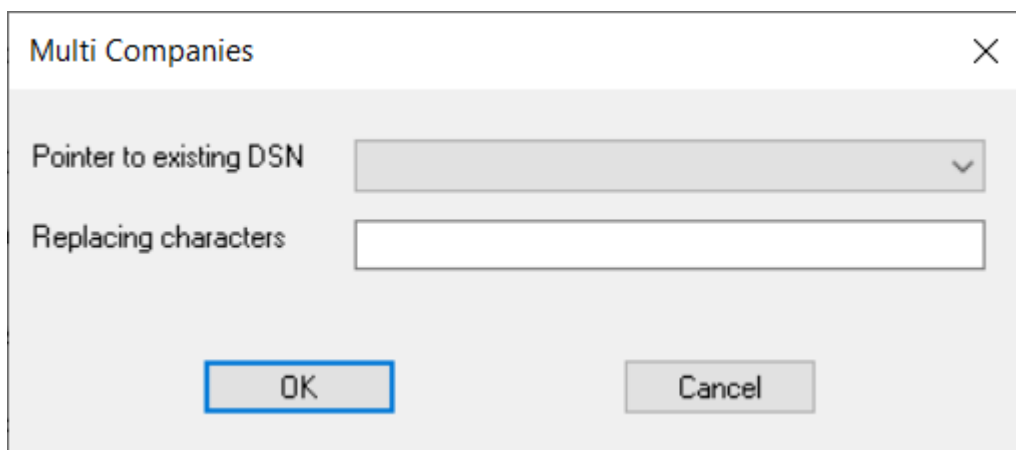 Multi Companies
Pointer to existing DSN
Replacing characters
OK
Cancel